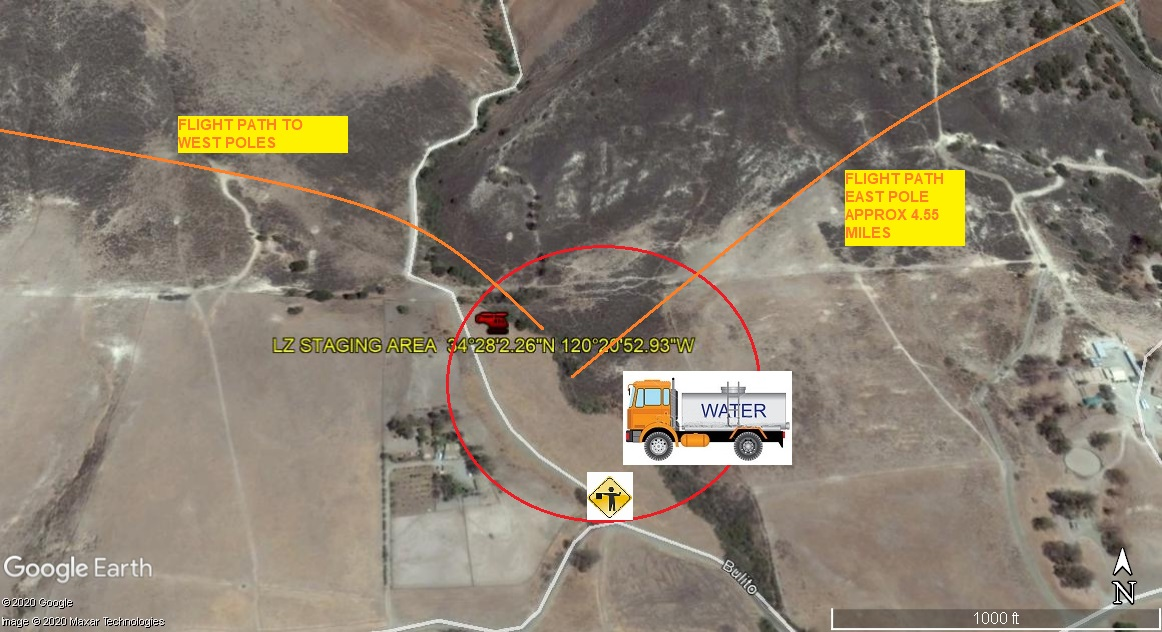 FLIGHT PATH TO
WEST POLES
FLIGHT PATH
EAST POLE
APPROX 4.55
MILES
LZ STAGING AREA 34°28'2.26"N 120°20'52.93"W
WATER
Bulito
Google Earth
© 2020 Google
Image © 2020 Maxar Technologies
1000 ft
N